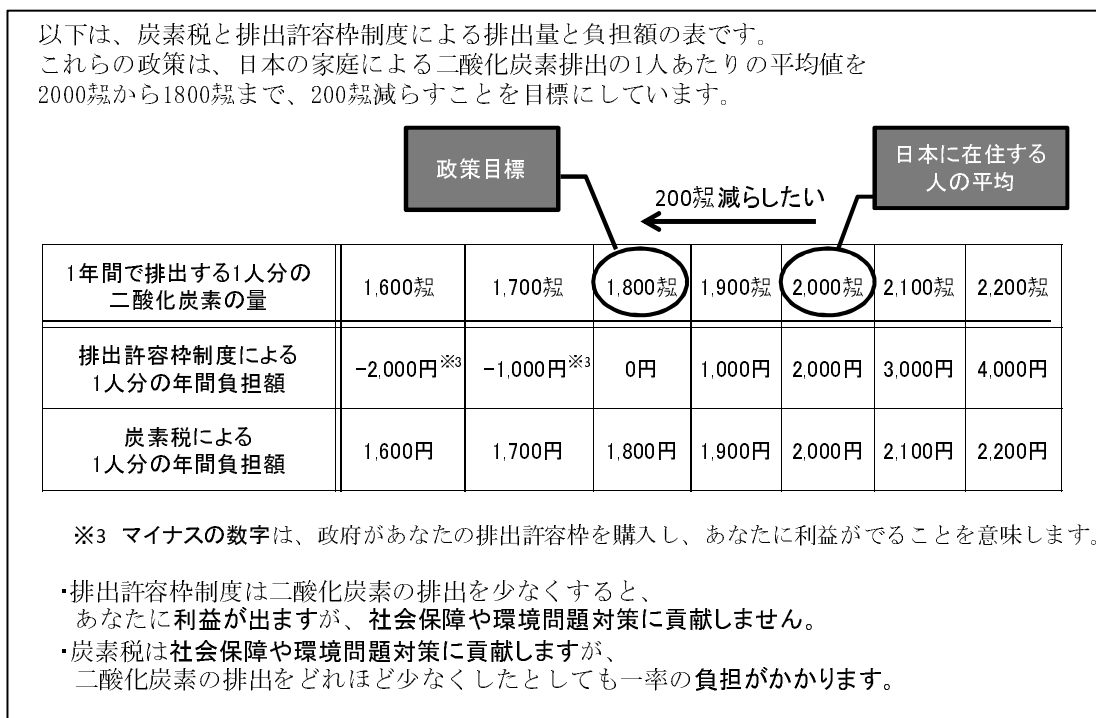 以下は、炭素税と排出許容枠制度による排出量と負担額の表です。
これらの政策は、日本の家庭による二酸化炭素排出の1人あたりの平均値を
2000㌔㌘から1800㌔㌘まで、200㌔㌘減らすことを目標にしています。
政策目標
日本に在住する
人の平均
200㌔㌘減らしたい
1年間で排出する1人分の
二酸化炭素の量
1,600㌔㌘ 1,700㌔㌘ 1,800㌔㌘ 1,900㌔㌘ 2,000㌔㌘ 2,100㌔㌘ 2,200㌔㌘
排出許容枠制度による
1人分の年間負担額
-2,000円※3 -1,000円※3 0円 1,000円 2,000円 3,000円 4,000円
炭素税による
1人分の年間負担額
1,600円 1,700円 1,800円 1,900円 2,000円 2,100円 2,200円
※3 マイナスの数字は、政府があなたの排出許容枠を購入し、あなたに利益がでることを意味します。
・排出許容枠制度は二酸化炭素の排出を少なくすると、
あなたに利益が出ますが、社会保障や環境問題対策に貢献しません。
・炭素税は社会保障や環境問題対策に貢献しますが、
二酸化炭素の排出をどれほど少なくしたとしても一率の負担がかかります。